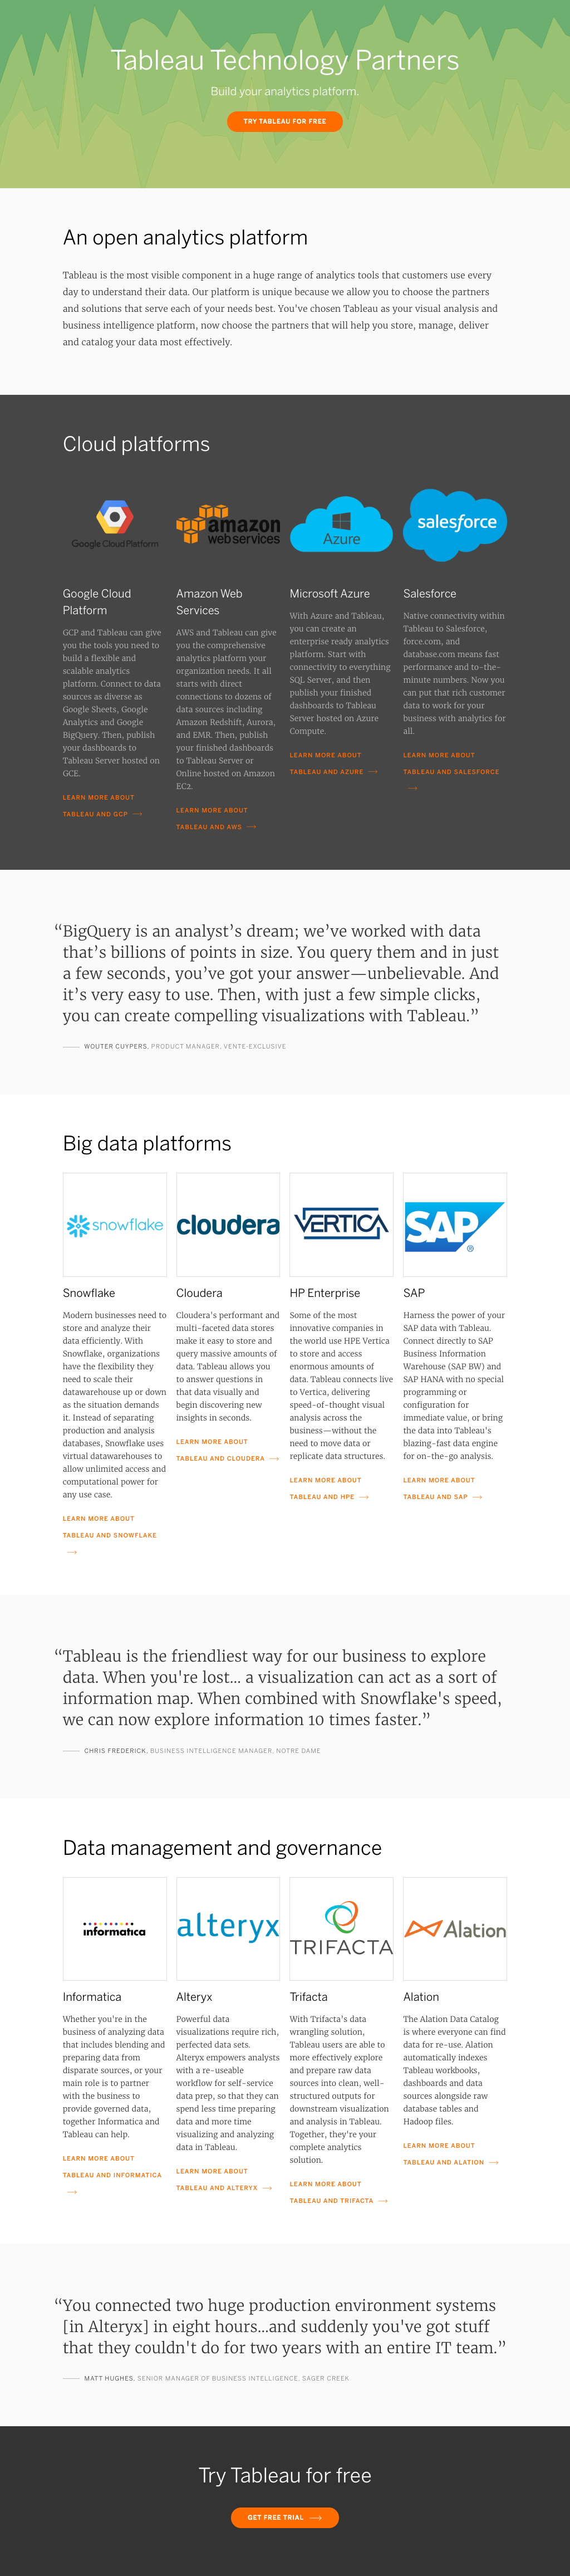 Tableau Technology Partners
Build your analytics platform.
TRY TABLEAU FOR FREE
An open analytics platform
Tableau is the most visible component in a huge range of analytics tools that customers use every
day to understand their data. Our platform is unique because we allow you to choose the partners
and solutions that serve each of your needs best. You've chosen Tableau as your visual analysis and
business intelligence platform, now choose the partners that will help you store, manage, deliver
and catalog your data most effectively.
Cloud platforms
Google Cloud Platform
amazon
web services
Azure
salesforce
Google Cloud
Platform
GCP and Tableau can give
you the tools you need to
build a flexible and
scalable analytics
platform. Connect to data
sources as diverse as
Google Sheets, Google
Analytics and Google
BigQuery. Then, publish
your dashboards to
Tableau Server hosted on
GCE.
LEARN MORE ABOUT
TABLEAU AND GCP
Amazon Web
Services
AWS and Tableau can give
you the comprehensive
analytics platform your
organization needs. It all
starts with direct
connections to dozens of
data sources including
Amazon Redshift, Aurora,
and EMR. Then, publish
your finished dashboards
to Tableau Server or
Online hosted on Amazon
EC2.
LEARN MORE ABOUT
TABLEAU AND AWS
Microsoft Azure
With Azure and Tableau,
you can create an
enterprise ready analytics
platform. Start with
connectivity to everything
SQL Server, and then
publish your finished
dashboards to Tableau
Server hosted on Azure
Compute.
LEARN MORE ABOUT
TABLEAU AND AZURE
Salesforce
Native connectivity within
Tableau to Salesforce,
force.com, and
database.com means fast
performance and to-the-
minute numbers. Now you
can put that rich customer
data to work for your
business with analytics for
all.
LEARN MORE ABOUT
TABLEAU AND SALESFORCE
“BigQuery is an analyst’s dream; we’ve worked with data
that’s billions of points in size. You query them and in just
a few seconds, you’ve got your answer—unbelievable. And
it’s very easy to use. Then, with just a few simple clicks,
you can create compelling visualizations with Tableau.”
WOUTER CUYPERS, PRODUCT MANAGER, VENTE-EXCLUSIVE
Big data platforms
snowflake
cloudera
VERTICA
SAP
®
Snowflake
Modern businesses need to
store and analyze their
data efficiently. With
Snowflake, organizations
have the flexibility they
need to scale their
datawarehouse up or down
as the situation demands
it. Instead of separating
production and analysis
databases, Snowflake uses
virtual datawarehouses to
allow unlimited access and
computational power for
any use case.
LEARN MORE ABOUT
TABLEAU AND SNOWFLAKE
Cloudera
Cloudera's performant and
multi-faceted data stores
make it easy to store and
query massive amounts of
data. Tableau allows you
to answer questions in
that data visually and
begin discovering new
insights in seconds.
LEARN MORE ABOUT
TABLEAU AND CLOUDERA
HP Enterprise
Some of the most
innovative companies in
the world use HPE Vertica
to store and access
enormous amounts of
data. Tableau connects live
to Vertica, delivering
speed-of-thought visual
analysis across the
business—without the
need to move data or
replicate data structures.
LEARN MORE ABOUT
TABLEAU AND HPE
SAP
Harness the power of your
SAP data with Tableau.
Connect directly to SAP
Business Information
Warehouse (SAP BW) and
SAP HANA with no special
programming or
configuration for
immediate value, or bring
the data into Tableau's
blazing-fast data engine
for on-the-go analysis.
LEARN MORE ABOUT
TABLEAU AND SAP
“Tableau is the friendliest way for our business to explore
data. When you're lost... a visualization can act as a sort of
information map. When combined with Snowflake's speed,
we can now explore information 10 times faster.”
CHRIS FREDERICK, BUSINESS INTELLIGENCE MANAGER, NOTRE DAME
Data management and governance
informatica
alteryx
TRIFACTA
Alation
Informatica
Whether you're in the
business of analyzing data
that includes blending and
preparing data from
disparate sources, or your
main role is to partner
with the business to
provide governed data,
together Informatica and
Tableau can help.
LEARN MORE ABOUT
TABLEAU AND INFORMATICA
Alteryx
Powerful data
visualizations require rich,
perfected data sets.
Alteryx empowers analysts
with a re-useable
workflow for self-service
data prep, so that they can
spend less time preparing
data and more time
visualizing and analyzing
data in Tableau.
LEARN MORE ABOUT
TABLEAU AND ALTERYX
Trifacta
With Trifacta's data
wrangling solution,
Tableau users are able to
more effectively explore
and prepare raw data
sources into clean, well-
structured outputs for
downstream visualization
and analysis in Tableau.
Together, they're your
complete analytics
solution.
LEARN MORE ABOUT
TABLEAU AND TRIFACTA
Alation
The Alation Data Catalog
is where everyone can find
data for re-use. Alation
automatically indexes
Tableau workbooks,
dashboards and data
sources alongside raw
database tables and
Hadoop files.
LEARN MORE ABOUT
TABLEAU AND ALATION
“You connected two huge production environment systems
[in Alteryx] in eight hours...and suddenly you've got stuff
that they couldn't do for two years with an entire IT team.”
MATT HUGHES, SENIOR MANAGER OF BUSINESS INTELLIGENCE, SAGER CREEK
Try Tableau for free
GET FREE TRIAL